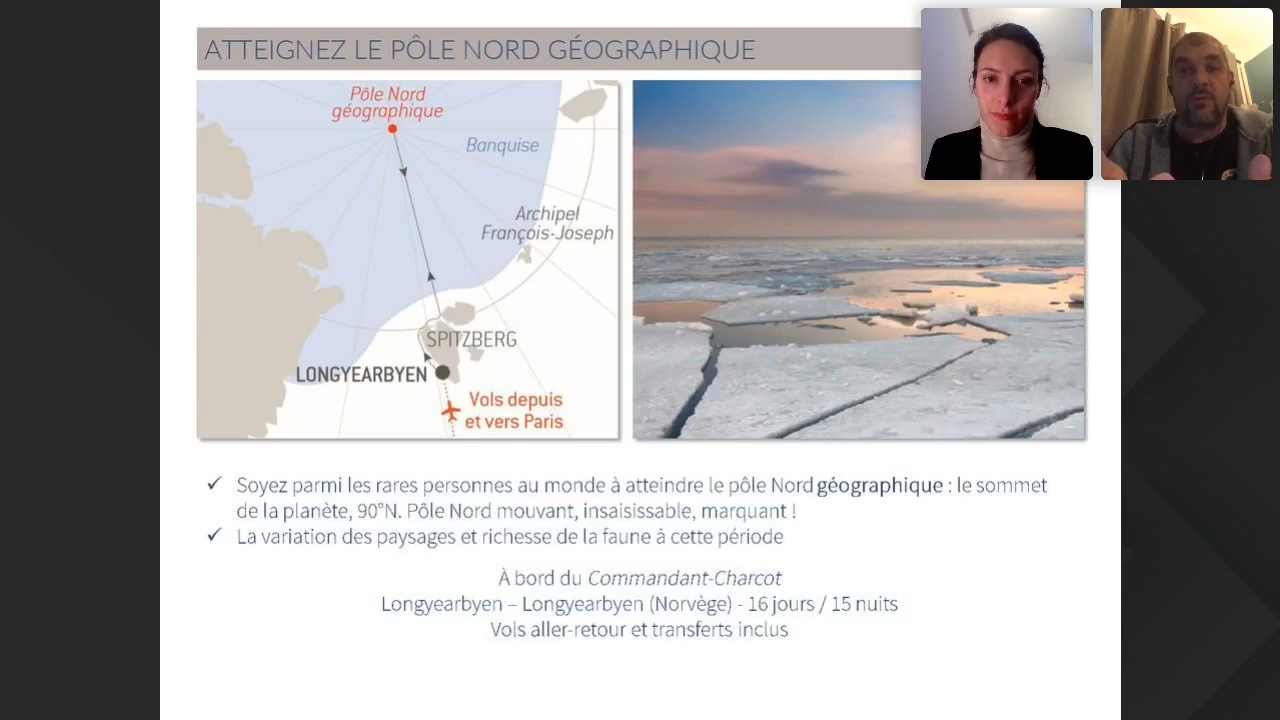 ATTEIGNEZ LE PÔLE NORD GÉOGRAPHIQUE
Pôle Nord
géographique
Banquise
Archipel
François-Joseph
SPITZBERG
LONGYEARBYEN
Vols depuis
et vers Paris
✓ Soyez parmi les rares personnes au monde à atteindre le pôle Nord géographique : le sommet
de la planète, 90°N. Pôle Nord mouvant, insaisissable, marquant !
✓ La variation des paysages et richesse de la faune à cette période
À bord du Commandant-Charcot
Longyearbyen – Longyearbyen (Norvège) - 16 jours / 15 nuits
Vols aller-retour et transferts inclus